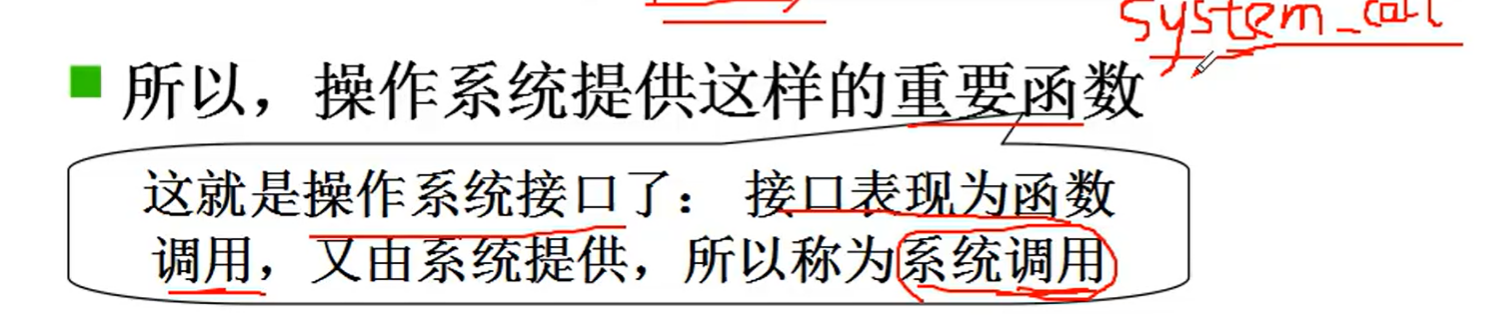 system_call
所以，操作系统提供这样的重要函数
这就是操作系统接口了： 接口表现为函数
调用，又由系统提供，所以称为系统调用